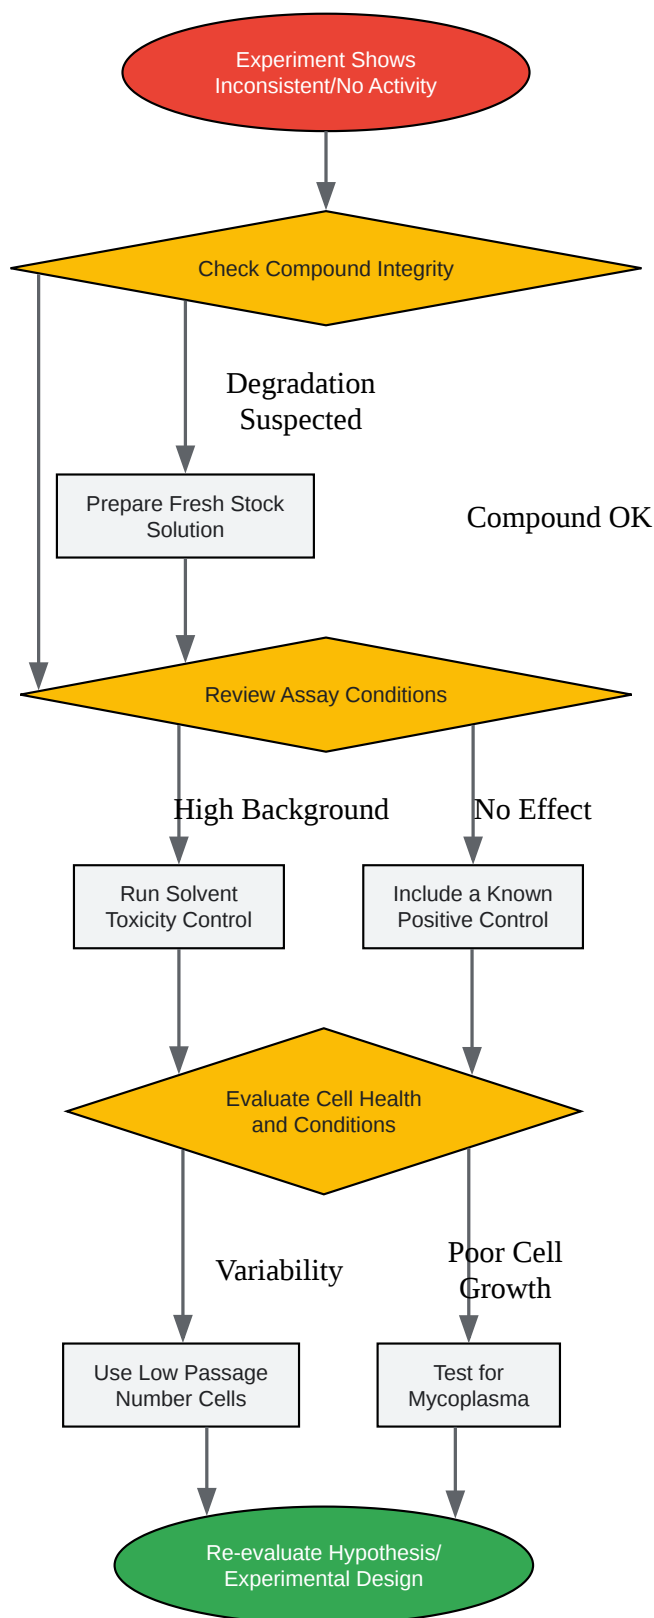 Experiment Shows
Inconsistent/No Activity
Check Compound Integrity
Degradation
Suspected
Prepare Fresh Stock
Solution
Compound OK
Review Assay Conditions
High Background
No Effect
Run Solvent
Toxicity Control
Include a Known
Positive Control
Evaluate Cell Health
and Conditions
Variability
Poor Cell
Growth
Use Low Passage
Number Cells
Test for
Mycoplasma
Re-evaluate Hypothesis/
Experimental Design